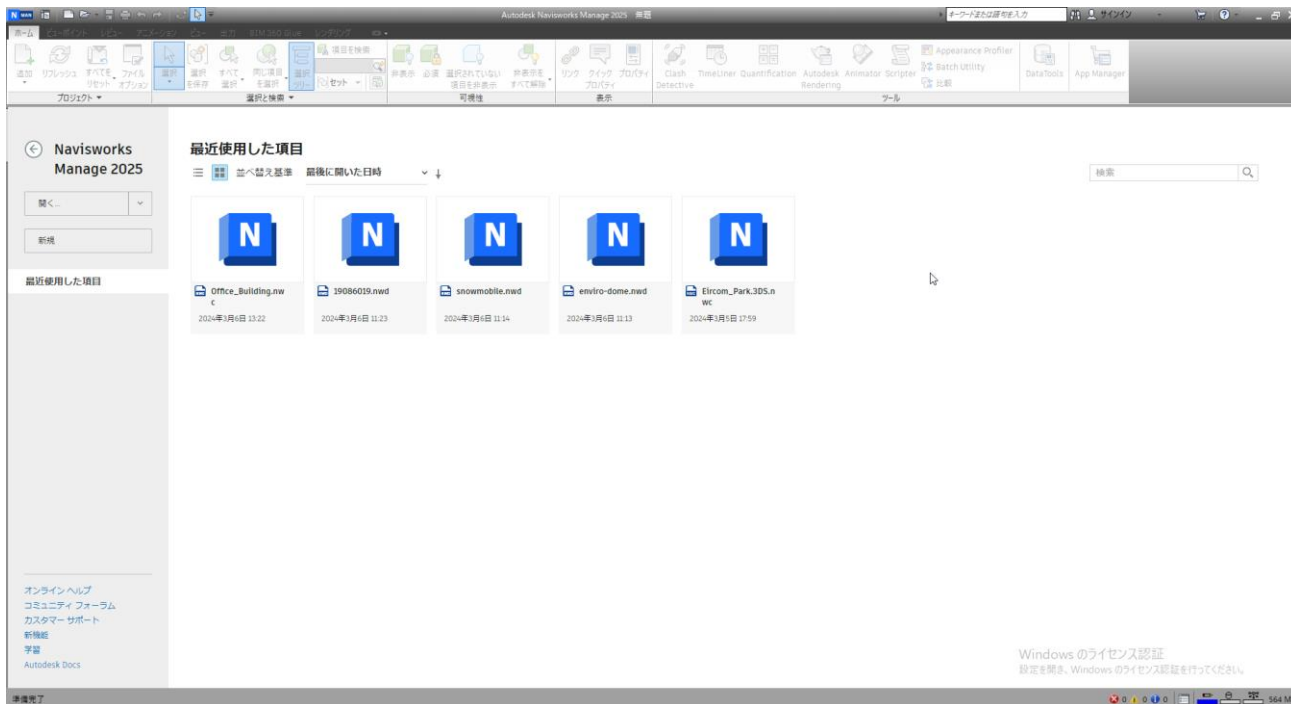 N MAN Autodesk Navisworks Manage 2025 無題 キーワードまたは語句を入力 サインイン
ホーム ビューポイント レビュー アニメーション ビュー 出力 BIM 360 Glue レンダリング
追加 リフレッシュ すべてをリセット ファイル オプション 選択 選択を保存 すべて選択 同じ項目を選択 選択ツリー 項目を検索 セット 非表示 必須 選択されていない項目を非表示 非表示をすべて解除 リンク クイック プロパティ プロパティ Clash Detective TimeLiner Quantification Autodesk Rendering Animator Scripter Appearance Profiler Batch Utility 比較 DataTools App Manager
プロジェクト 選択と検索 可視性 表示 ツール
Navisworks
Manage 2025
開く...
新規
最近使用した項目
オンライン ヘルプ
コミュニティ フォーラム
カスタマー サポート
新機能
学習
Autodesk Docs
最近使用した項目
並べ替え基準 最後に開いた日時
検索
Office_Building.nw
c
2024年3月6日 13:22
19086019.nwd
2024年3月6日 11:23
snowmobile.nwd
2024年3月6日 11:14
enviro-dome.nwd
2024年3月6日 11:13
Eircom_Park.3DS.n
wc
2024年3月5日 17:59
Windows のライセンス認証
設定を開き、Windows のライセンス認証を行ってください。
準備完了
0 0 0 564 M